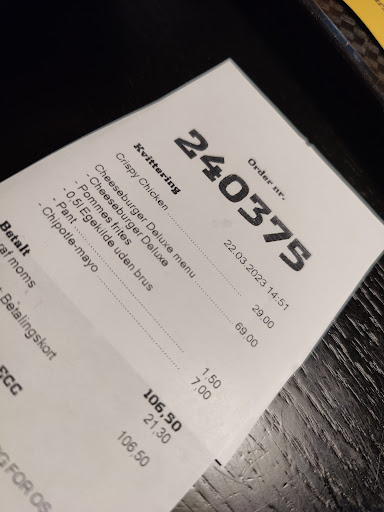 Order nr.
240375
Kvittering
22.03.2023 14:51
Crispy Chicken 29.00
Cheeseburger Deluxe menu 69.00
- Cheeseburger Deluxe
- Pommes frites
- 0.5l Egekilde uden brus
- Pant 1,50
- Chipotle-mayo 7,00
Betalt 106,50
moms 21,30
Betalingskort 106,50
FOR OS